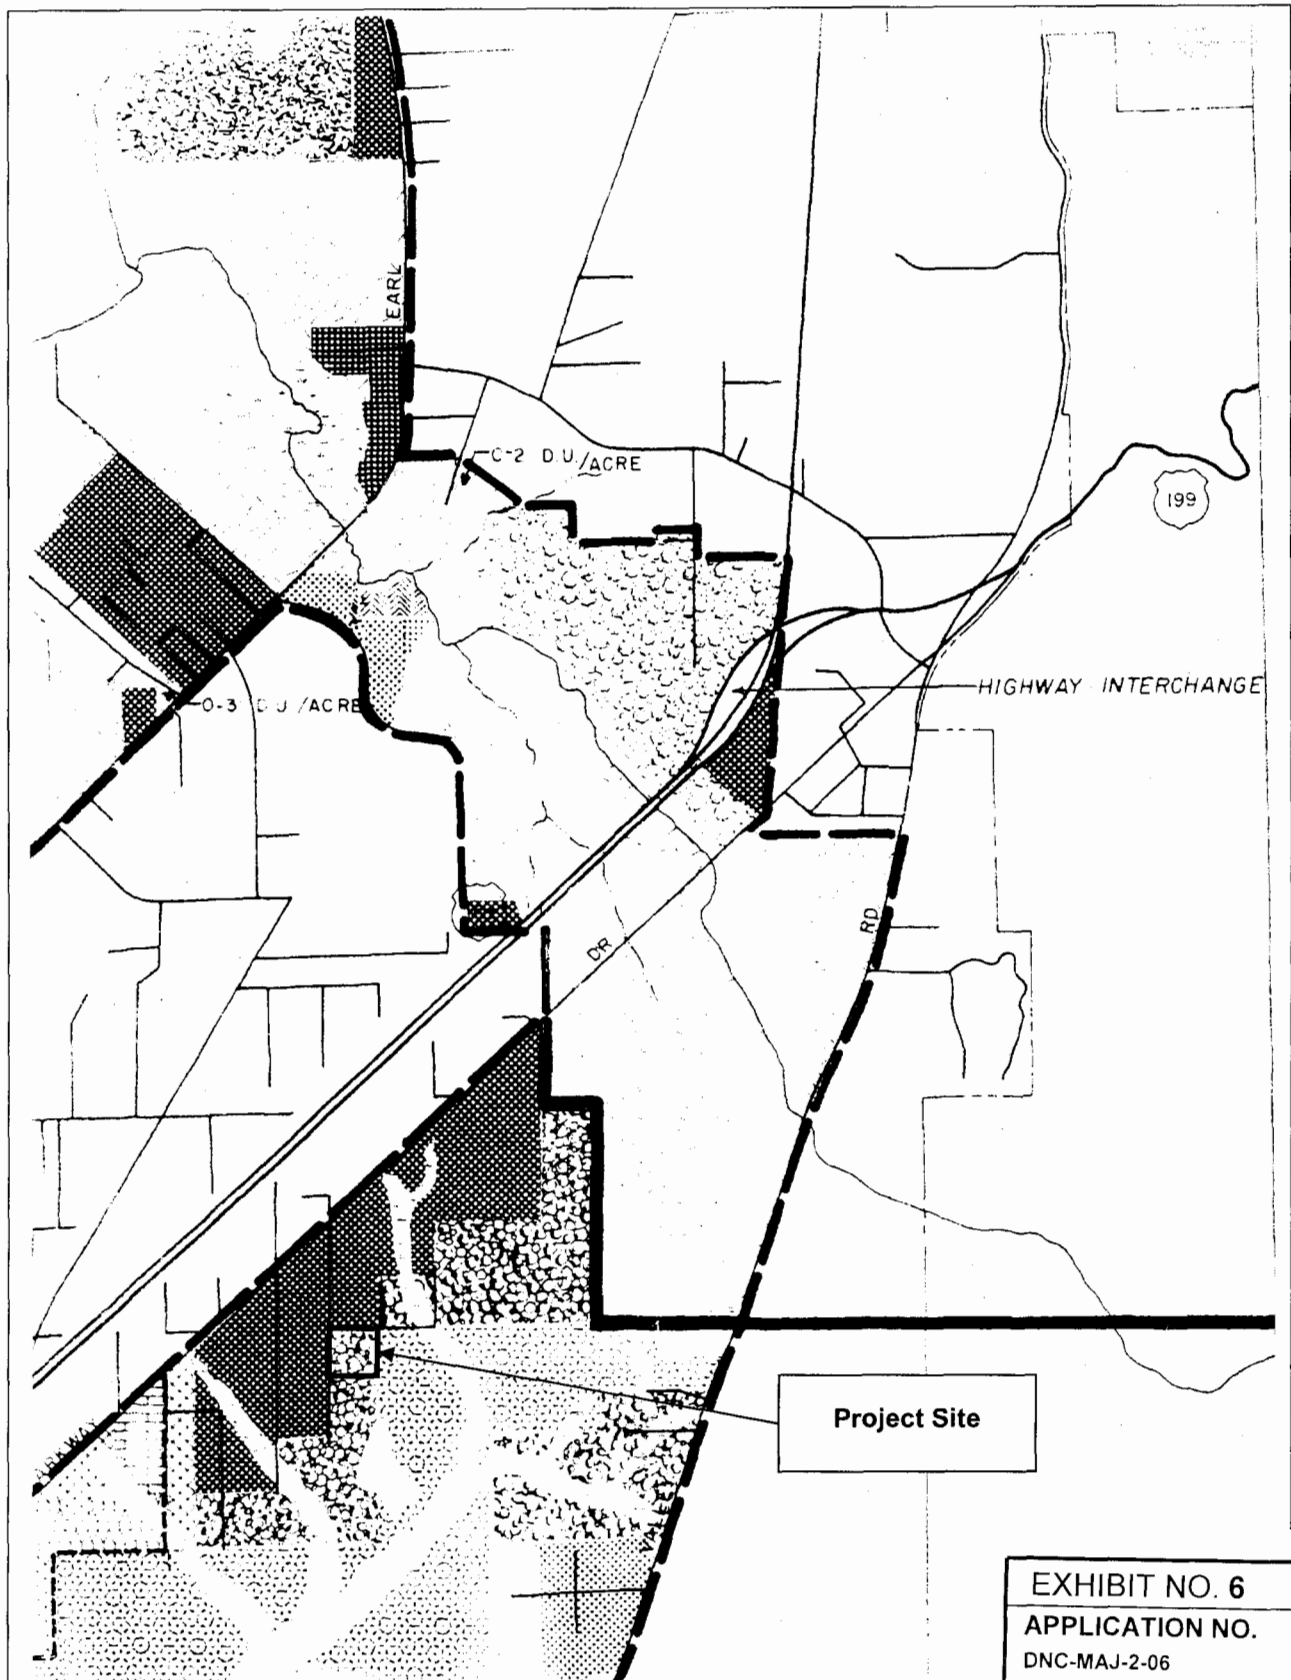 EARL
C-2 D.U./ACRE
199
0-3 D.U./ACRE
HIGHWAY INTERCHANGE
RD
DR
Project Site
ARKWAY
VALLEY
EXHIBIT NO. 6
APPLICATION NO.
DNC-MAJ-2-06